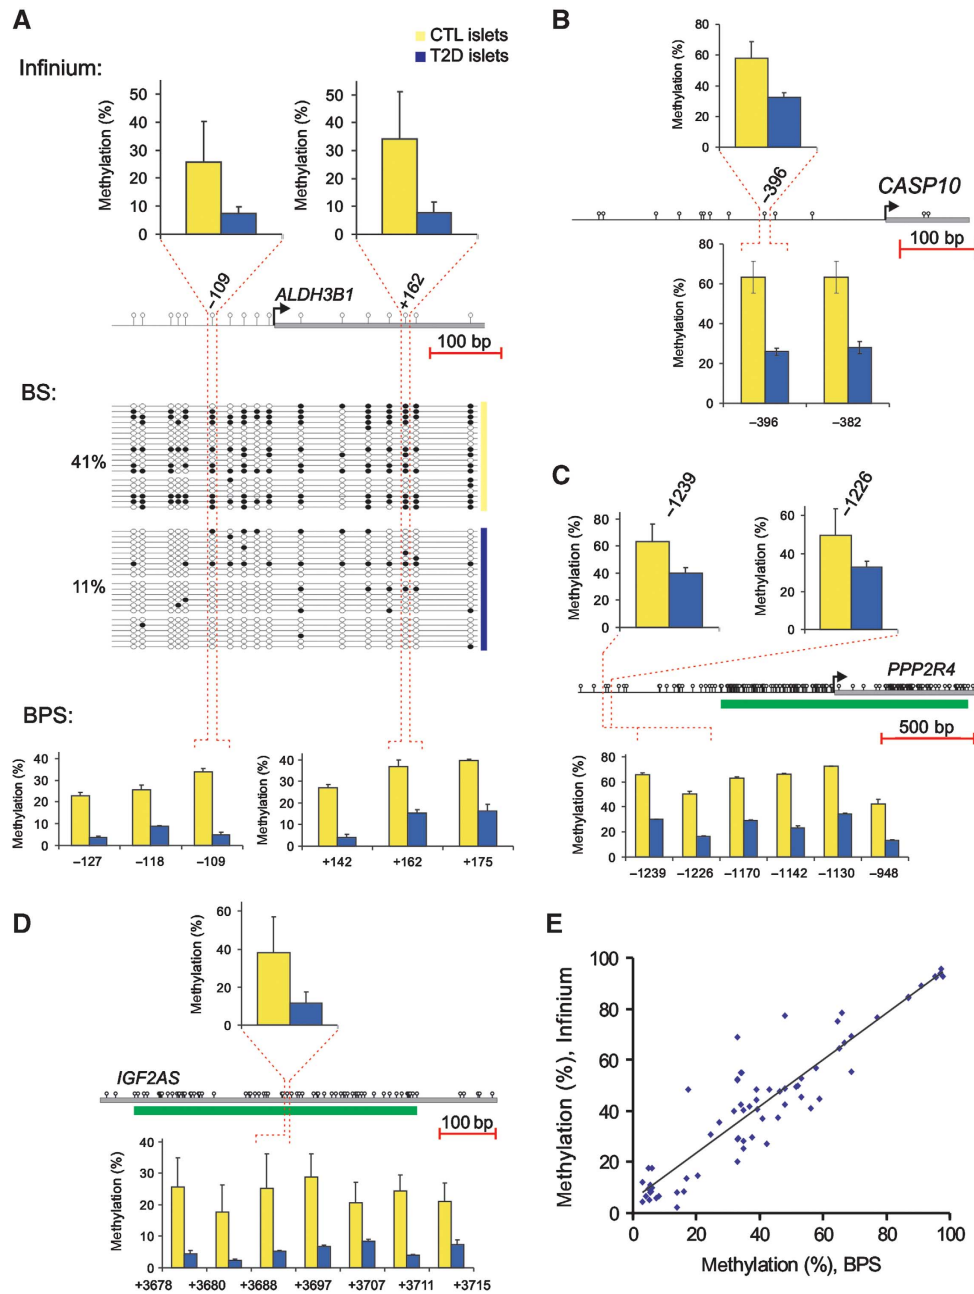 A
CTL islets
T2D islets
Infinium:
Methylation (%)
50
40
30
20
10
0
Methylation (%)
50
40
30
20
10
0
−109
ALDH3B1
+162
100 bp
BS:
41%
11%
BPS:
Methylation (%)
40
30
20
10
0
−127 −118 −109
Methylation (%)
40
30
20
10
0
+142 +162 +175
B
Methylation (%)
80
60
40
20
0
−396
CASP10
100 bp
Methylation (%)
80
60
40
20
0
−396 −382
C
Methylation (%)
80
60
40
20
0
−1239
Methylation (%)
60
40
20
0
−1226
PPP2R4
500 bp
Methylation (%)
80
60
40
20
0
−1239 −1226 −1170 −1142 −1130 −948
D
Methylation (%)
60
40
20
0
IGF2AS
100 bp
Methylation (%)
40
30
20
10
0
+3678 +3680 +3688 +3697 +3707 +3711 +3715
E
Methylation (%), Infinium
100
80
60
40
20
0
0 20 40 60 80 100
Methylation (%), BPS